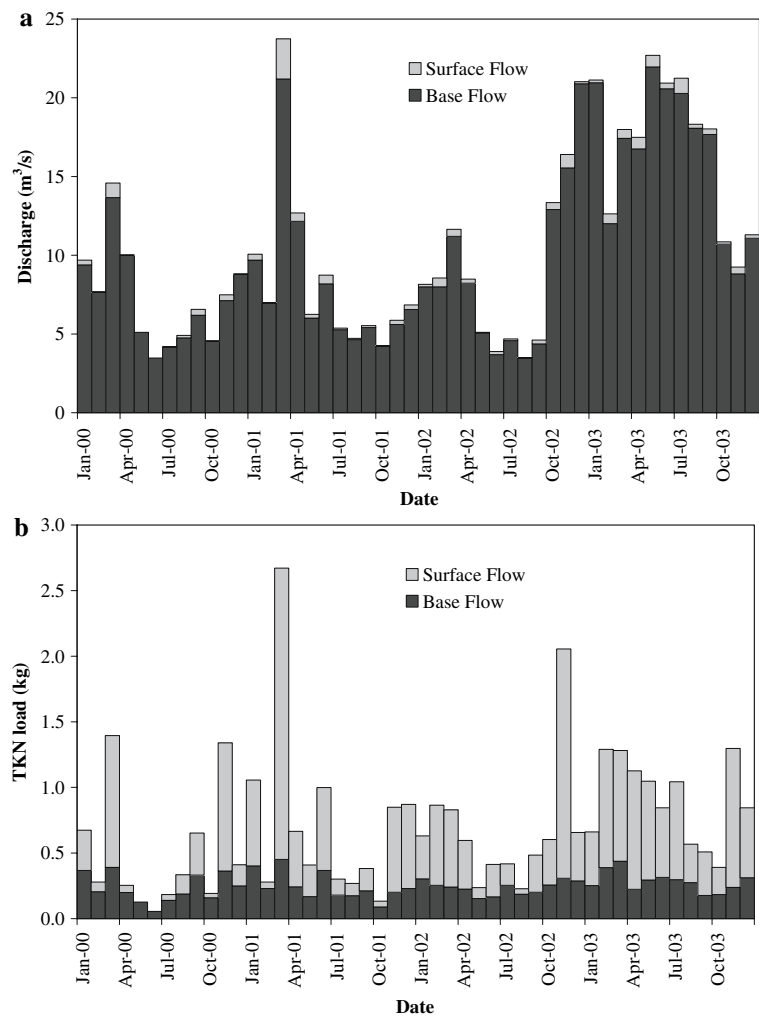 a
25
20
15
10
5
0
Discharge (m³/s)
Surface Flow
Base Flow
Jan-00
Apr-00
Jul-00
Oct-00
Jan-01
Apr-01
Jul-01
Oct-01
Jan-02
Apr-02
Jul-02
Oct-02
Jan-03
Apr-03
Jul-03
Oct-03
Date
b
3.0
2.5
2.0
1.5
1.0
0.5
0.0
TKN load (kg)
Surface Flow
Base Flow
Jan-00
Apr-00
Jul-00
Oct-00
Jan-01
Apr-01
Jul-01
Oct-01
Jan-02
Apr-02
Jul-02
Oct-02
Jan-03
Apr-03
Jul-03
Oct-03
Date